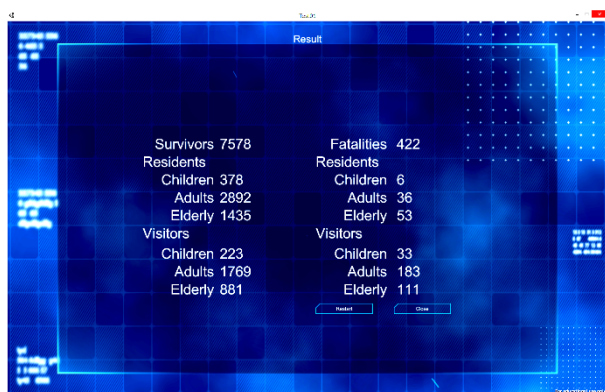 Result
Survivors 7578
Residents
Children 378
Adults 2892
Elderly 1435
Visitors
Children 223
Adults 1769
Elderly 881
Fatalities 422
Residents
Children 6
Adults 36
Elderly 53
Visitors
Children 33
Adults 183
Elderly 111
Restart
Close